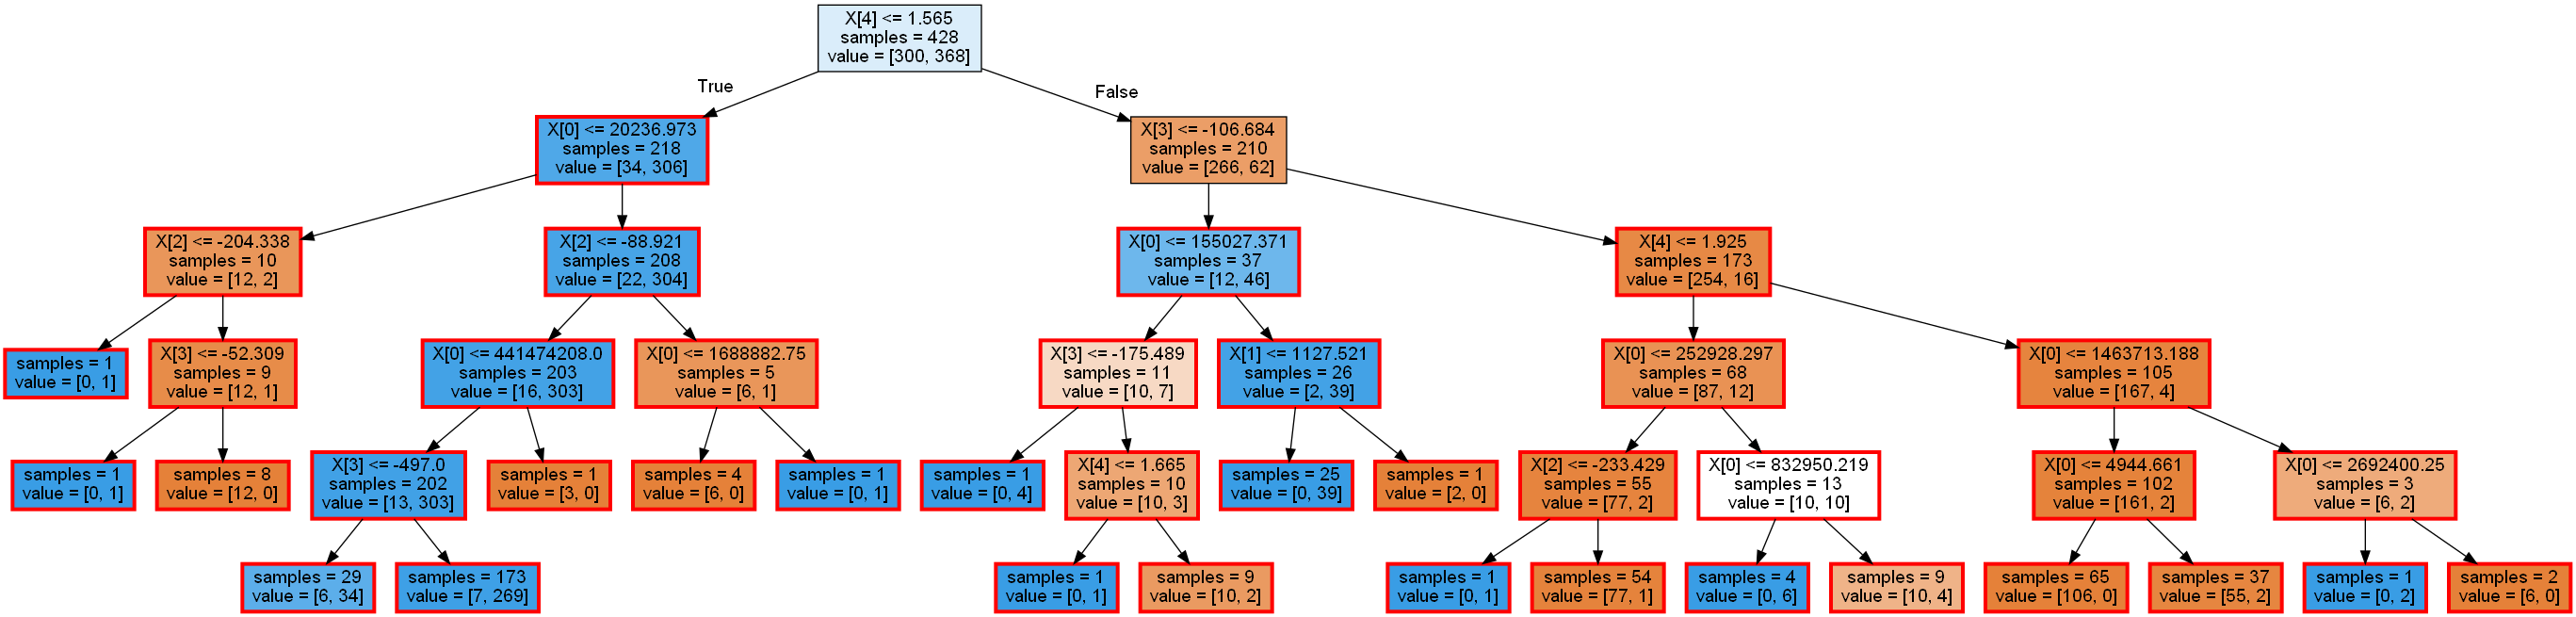 X[4] <= 1.565
samples = 428
value = [300, 368]
True
False
X[0] <= 20236.973
samples = 218
value = [34, 306]
X[3] <= -106.684
samples = 210
value = [266, 62]
X[2] <= -204.338
samples = 10
value = [12, 2]
X[2] <= -88.921
samples = 208
value = [22, 304]
X[0] <= 155027.371
samples = 37
value = [12, 46]
X[4] <= 1.925
samples = 173
value = [254, 16]
samples = 1
value = [0, 1]
X[3] <= -52.309
samples = 9
value = [12, 1]
X[0] <= 441474208.0
samples = 203
value = [16, 303]
X[0] <= 1688882.75
samples = 5
value = [6, 1]
X[3] <= -175.489
samples = 11
value = [10, 7]
X[1] <= 1127.521
samples = 26
value = [2, 39]
X[0] <= 252928.297
samples = 68
value = [87, 12]
X[0] <= 1463713.188
samples = 105
value = [167, 4]
samples = 1
value = [0, 1]
samples = 8
value = [12, 0]
X[3] <= -497.0
samples = 202
value = [13, 303]
samples = 1
value = [3, 0]
samples = 4
value = [6, 0]
samples = 1
value = [0, 1]
samples = 1
value = [0, 4]
X[4] <= 1.665
samples = 10
value = [10, 3]
samples = 25
value = [0, 39]
samples = 1
value = [2, 0]
X[2] <= -233.429
samples = 55
value = [77, 2]
X[0] <= 832950.219
samples = 13
value = [10, 10]
X[0] <= 4944.661
samples = 102
value = [161, 2]
X[0] <= 2692400.25
samples = 3
value = [6, 2]
samples = 29
value = [6, 34]
samples = 173
value = [7, 269]
samples = 1
value = [0, 1]
samples = 9
value = [10, 2]
samples = 1
value = [0, 1]
samples = 54
value = [77, 1]
samples = 4
value = [0, 6]
samples = 9
value = [10, 4]
samples = 65
value = [106, 0]
samples = 37
value = [55, 2]
samples = 1
value = [0, 2]
samples = 2
value = [6, 0]